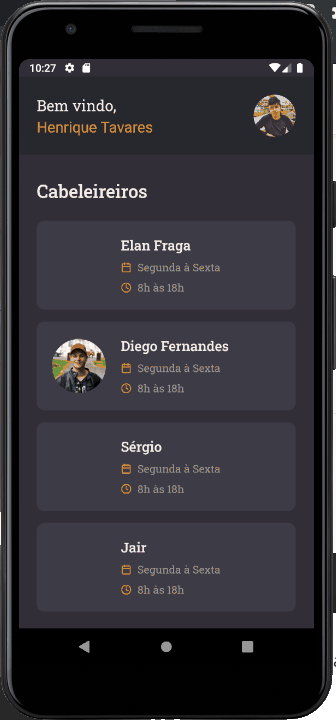 10:27
Bem vindo,
Henrique Tavares
Cabeleireiros
Elan Fraga
Segunda à Sexta
8h às 18h
Diego Fernandes
Segunda à Sexta
8h às 18h
Sérgio
Segunda à Sexta
8h às 18h
Jair
Segunda à Sexta
8h às 18h